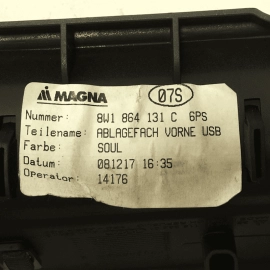 MAGNA 07S
Nummer: 8W1 864 131 C 6PS
Teilename: ABLAGEFACH VORNE USB
Farbe: SOUL
Datum: 081217 16:35
Operator: 14176